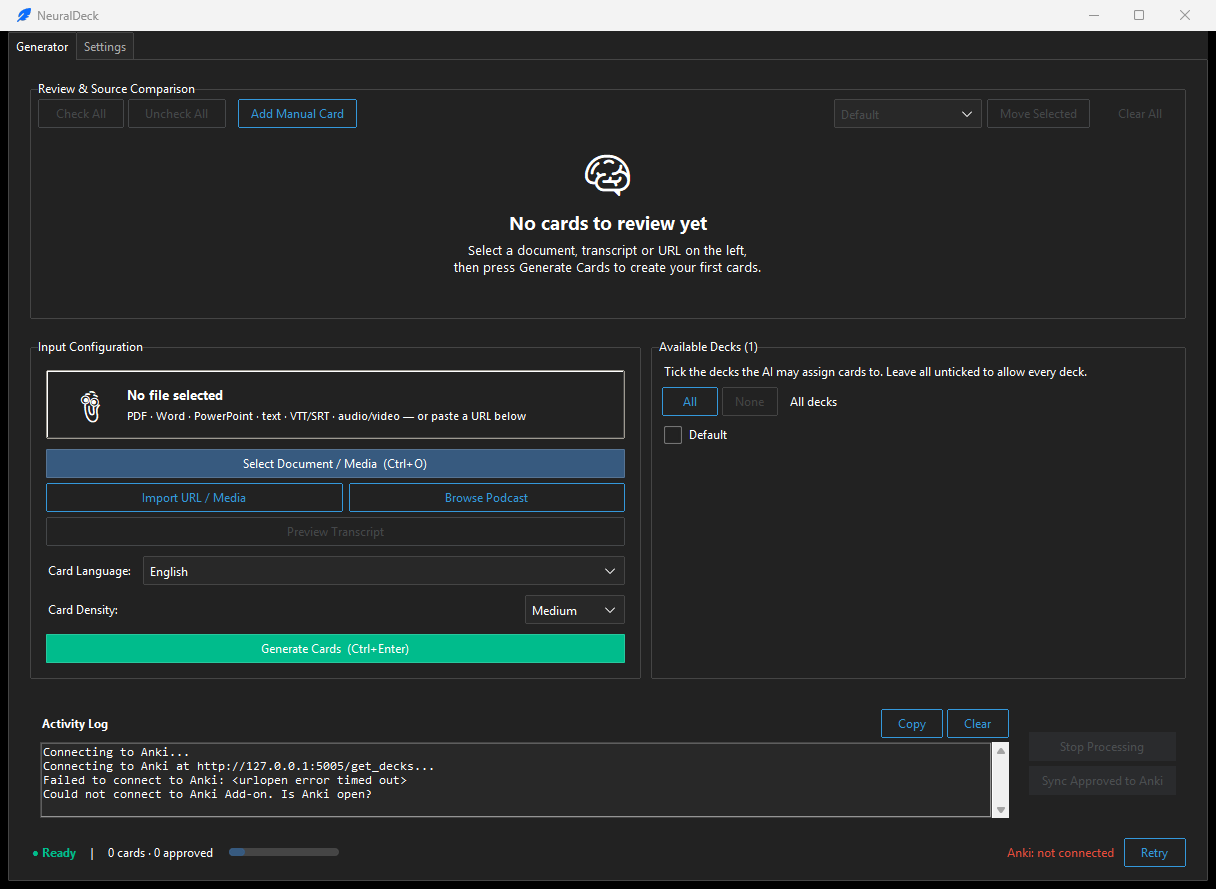 NeuralDeck
Generator Settings
Review & Source Comparison
Check All Uncheck All Add Manual Card Default Move Selected Clear All
No cards to review yet
Select a document, transcript or URL on the left,
then press Generate Cards to create your first cards.
Input Configuration
No file selected
PDF · Word · PowerPoint · text · VTT/SRT · audio/video — or paste a URL below
Select Document / Media (Ctrl+O)
Import URL / Media Browse Podcast
Preview Transcript
Card Language: English
Card Density: Medium
Generate Cards (Ctrl+Enter)
Available Decks (1)
Tick the decks the AI may assign cards to. Leave all unticked to allow every deck.
All None All decks
Default
Activity Log
Copy Clear
Connecting to Anki...
Connecting to Anki at http://127.0.0.1:5005/get_decks...
Failed to connect to Anki: <urlopen error timed out>
Could not connect to Anki Add-on. Is Anki open?
Stop Processing
Sync Approved to Anki
● Ready | 0 cards · 0 approved
Anki: not connected Retry